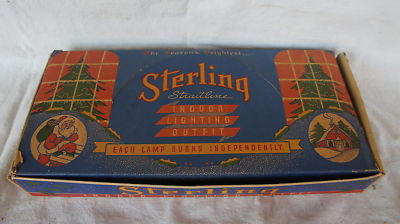 The Season's Brightest...
Sterling
Straitline
INDOOR
LIGHTING
OUTFIT
EACH LAMP BURNS INDEPENDENTLY
Sterling